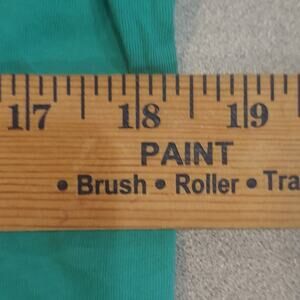 17 18 19
PAINT
• Brush • Roller • Tra